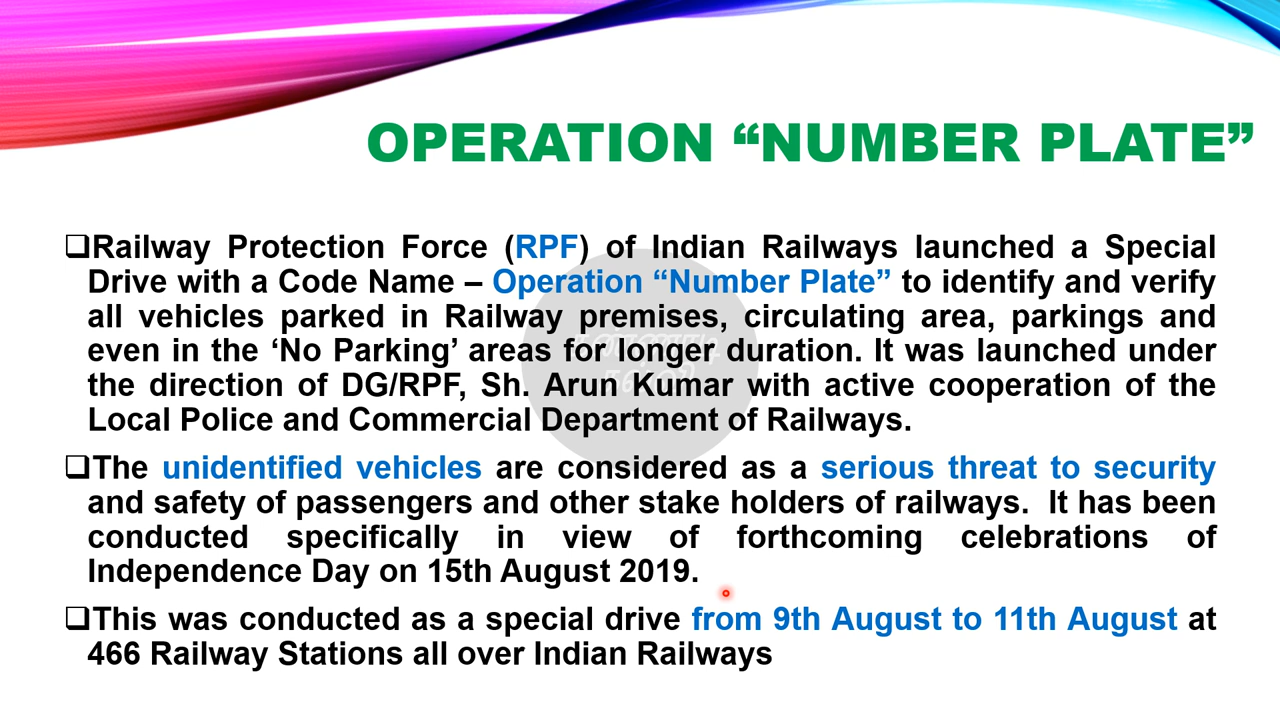 OPERATION “NUMBER PLATE”
❑Railway Protection Force (RPF) of Indian Railways launched a Special
Drive with a Code Name – Operation “Number Plate” to identify and verify
all vehicles parked in Railway premises, circulating area, parkings and
even in the ‘No Parking’ areas for longer duration. It was launched under
the direction of DG/RPF, Sh. Arun Kumar with active cooperation of the
Local Police and Commercial Department of Railways.
❑The unidentified vehicles are considered as a serious threat to security
and safety of passengers and other stake holders of railways. It has been
conducted specifically in view of forthcoming celebrations of
Independence Day on 15th August 2019.
❑This was conducted as a special drive from 9th August to 11th August at
466 Railway Stations all over Indian Railways